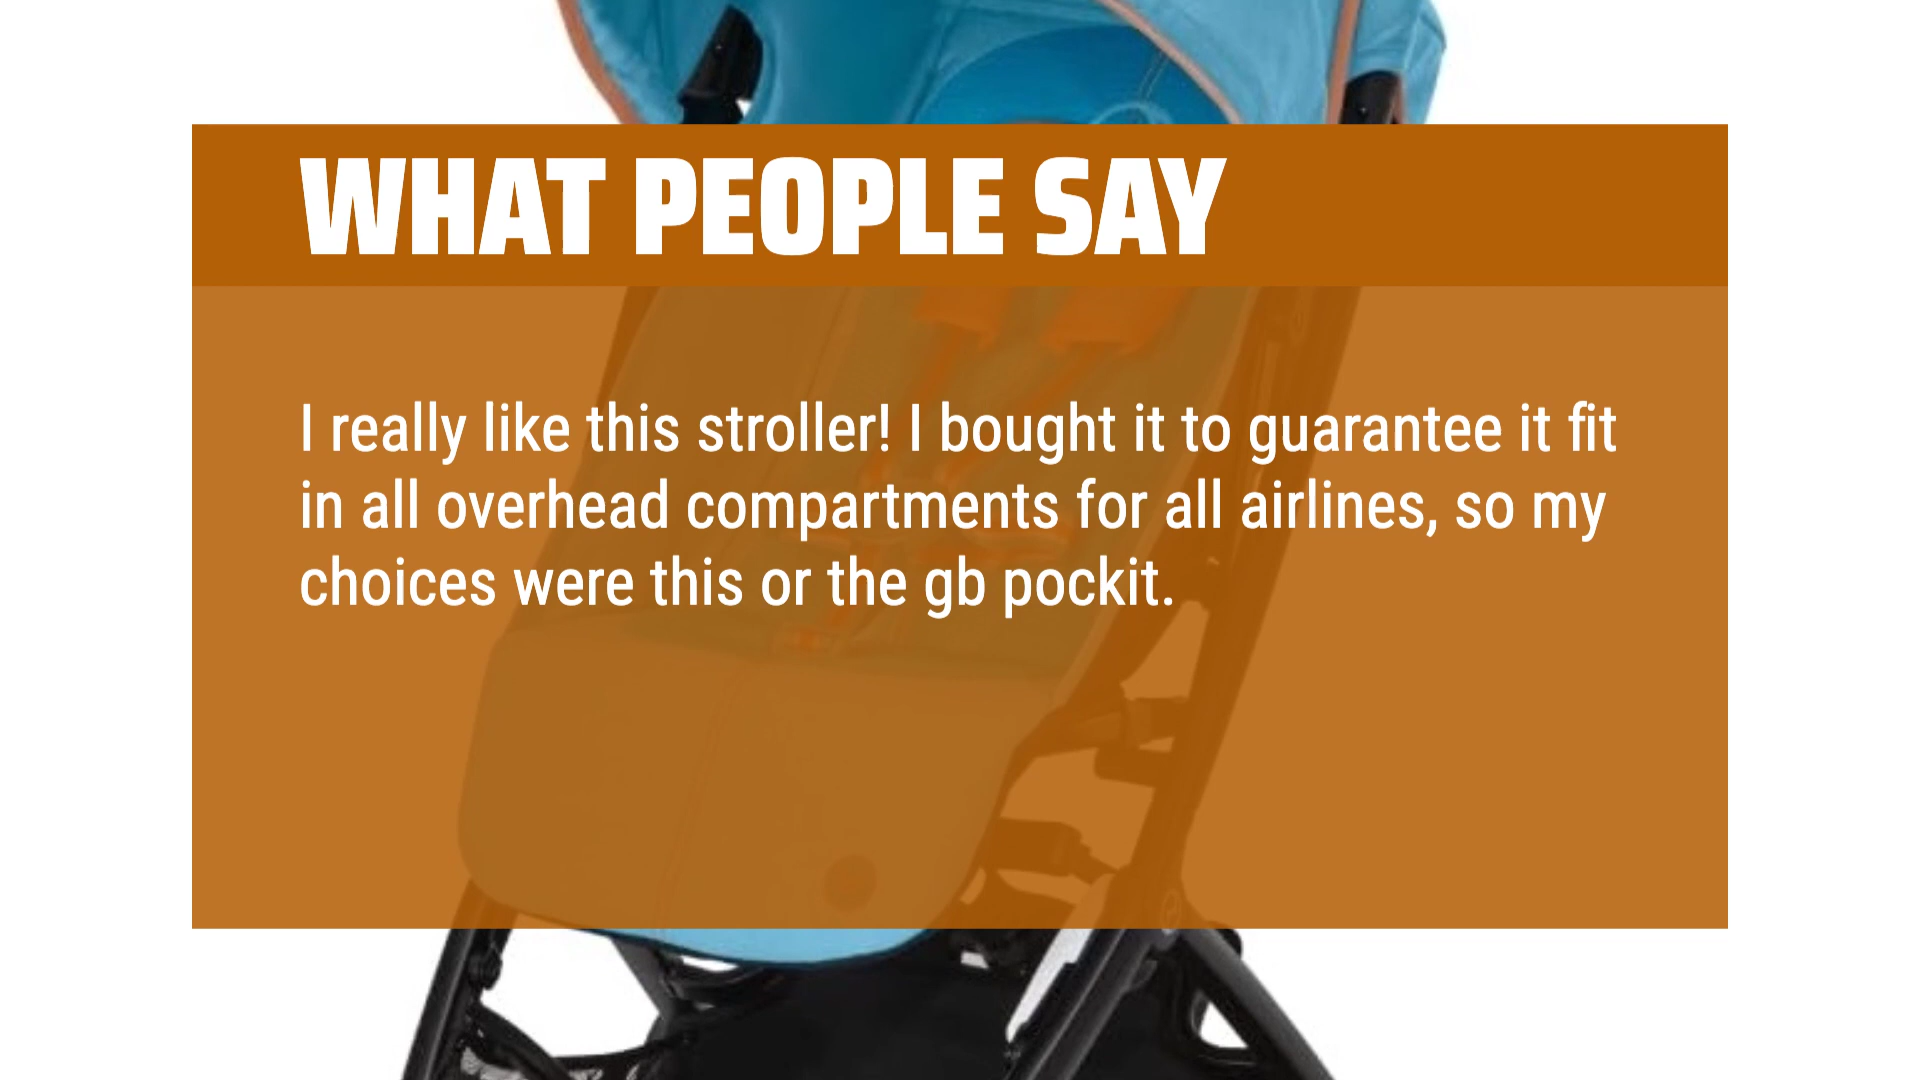 WHAT PEOPLE SAY
I really like this stroller! I bought it to guarantee it fit
in all overhead compartments for all airlines, so my
choices were this or the gb pockit.